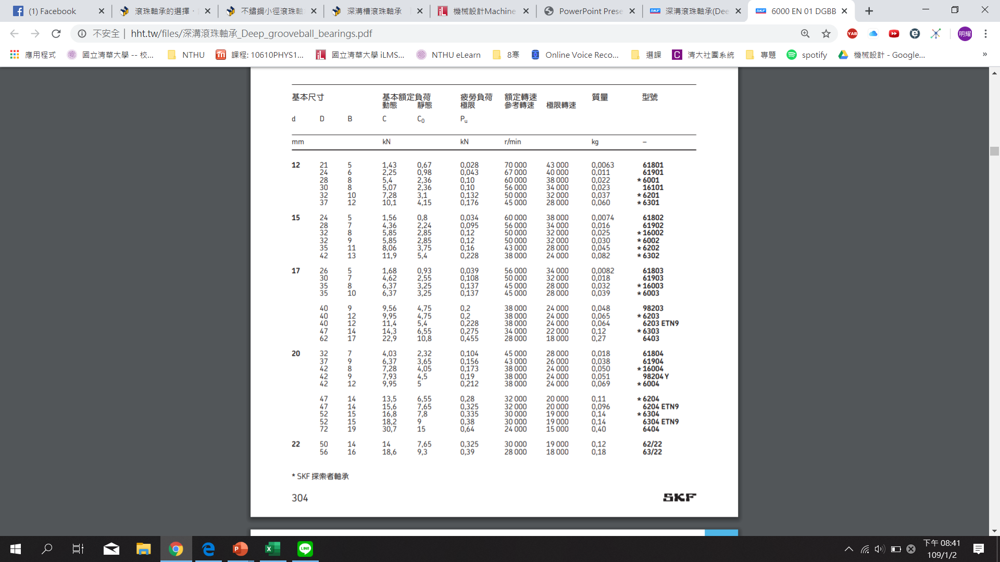 (1) Facebook
滾珠軸承的選擇．
不鏽鋼小徑滾珠軸
深溝槽滾珠軸承
機械設計Machine
PowerPoint Prese
深溝滾珠軸承(Dee
6000 EN 01 DGBB
不安全 | hht.tw/files/深溝滾珠軸承_Deep_grooveball_bearings.pdf
YAB
明耀
應用程式
國立清華大學 -- 校...
NTHU
課程: 10610PHYS1...
國立清華大學 iLMS...
NTHU eLearn
8寒
Online Voice Reco...
選課
清大社團系統
專題
spotify
機械設計 - Google...
»
基本尺寸 基本額定負荷 疲勞負荷 額定轉速 質量 型號
動態 靜態 極限 參考轉速 極限轉速
d D B C C0 Pu
mm kN kN r/min kg –
12 21 5 1,43 0,67 0,028 70 000 43 000 0,0063 61801
24 6 2,25 0,98 0,043 67 000 40 000 0,011 61901
28 8 5,4 2,36 0,10 60 000 38 000 0,022 * 6001
30 8 5,07 2,36 0,10 56 000 34 000 0,023 16101
32 10 7,28 3,1 0,132 50 000 32 000 0,037 * 6201
37 12 10,1 4,15 0,176 45 000 28 000 0,060 * 6301
15 24 5 1,56 0,8 0,034 60 000 38 000 0,0074 61802
28 7 4,36 2,24 0,095 56 000 34 000 0,016 61902
32 8 5,85 2,85 0,12 50 000 32 000 0,025 * 16002
32 9 5,85 2,85 0,12 50 000 32 000 0,030 * 6002
35 11 8,06 3,75 0,16 43 000 28 000 0,045 * 6202
42 13 11,9 5,4 0,228 38 000 24 000 0,082 * 6302
17 26 5 1,68 0,93 0,039 56 000 34 000 0,0082 61803
30 7 4,62 2,55 0,108 50 000 32 000 0,018 61903
35 8 6,37 3,25 0,137 45 000 28 000 0,032 * 16003
35 10 6,37 3,25 0,137 45 000 28 000 0,039 * 6003
40 9 9,56 4,75 0,2 38 000 24 000 0,048 98203
40 12 9,95 4,75 0,2 38 000 24 000 0,065 * 6203
40 12 11,4 5,4 0,228 38 000 24 000 0,064 6203 ETN9
47 14 14,3 6,55 0,275 34 000 22 000 0,12 * 6303
62 17 22,9 10,8 0,455 28 000 18 000 0,27 6403
20 32 7 4,03 2,32 0,104 45 000 28 000 0,018 61804
37 9 6,37 3,65 0,156 43 000 26 000 0,038 61904
42 8 7,28 4,05 0,173 38 000 24 000 0,050 * 16004
42 9 7,93 4,5 0,19 38 000 24 000 0,051 98204 Y
42 12 9,95 5 0,212 38 000 24 000 0,069 * 6004
47 14 13,5 6,55 0,28 32 000 20 000 0,11 * 6204
47 14 15,6 7,65 0,325 32 000 20 000 0,096 6204 ETN9
52 15 16,8 7,8 0,335 30 000 19 000 0,14 * 6304
52 15 18,2 9 0,38 30 000 19 000 0,14 6304 ETN9
72 19 30,7 15 0,64 24 000 15 000 0,40 6404
22 50 14 14 7,65 0,325 30 000 19 000 0,12 62/22
56 16 18,6 9,3 0,39 28 000 18 000 0,18 63/22
* SKF 探索者軸承
304
SKF
下午 08:41
109/1/2